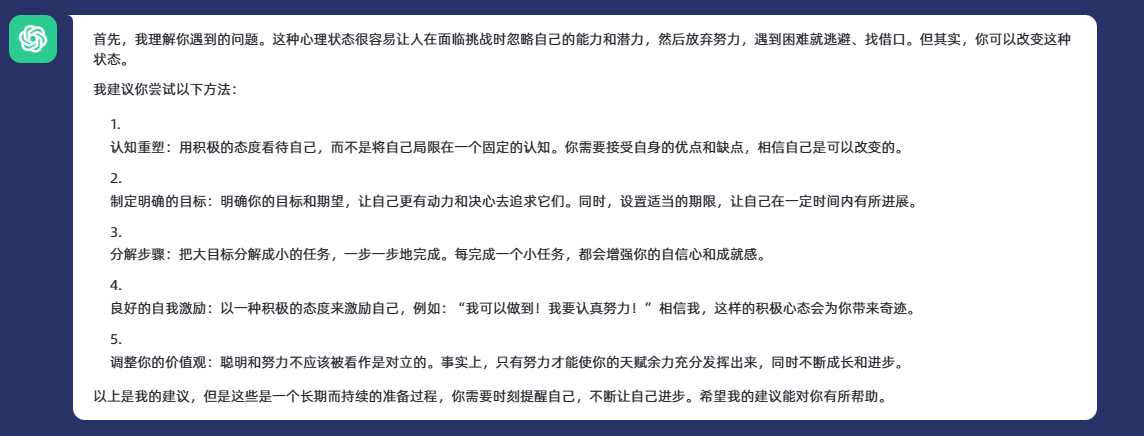 首先，我理解你遇到的问题。这种心理状态很容易让人在面临挑战时忽略自己的能力和潜力，然后放弃努力，遇到困难就逃避、找借口。但其实，你可以改变这种
状态。
我建议你尝试以下方法：
1.
认知重塑：用积极的态度看待自己，而不是将自己局限在一个固定的认知。你需要接受自身的优点和缺点，相信自己是可以改变的。
2.
制定明确的目标：明确你的目标和期望，让自己更有动力和决心去追求它们。同时，设置适当的期限，让自己在一定时间内有所进展。
3.
分解步骤：把大目标分解成小的任务，一步一步地完成。每完成一个小任务，都会增强你的自信心和成就感。
4.
良好的自我激励：以一种积极的态度来激励自己，例如：“我可以做到！我要认真努力！”相信我，这样的积极心态会为你带来奇迹。
5.
调整你的价值观：聪明和努力不应该被看作是对立的。事实上，只有努力才能使你的天赋余力充分发挥出来，同时不断成长和进步。
以上是我的建议，但是这些是一个长期而持续的准备过程，你需要时刻提醒自己，不断让自己进步。希望我的建议能对你有所帮助。